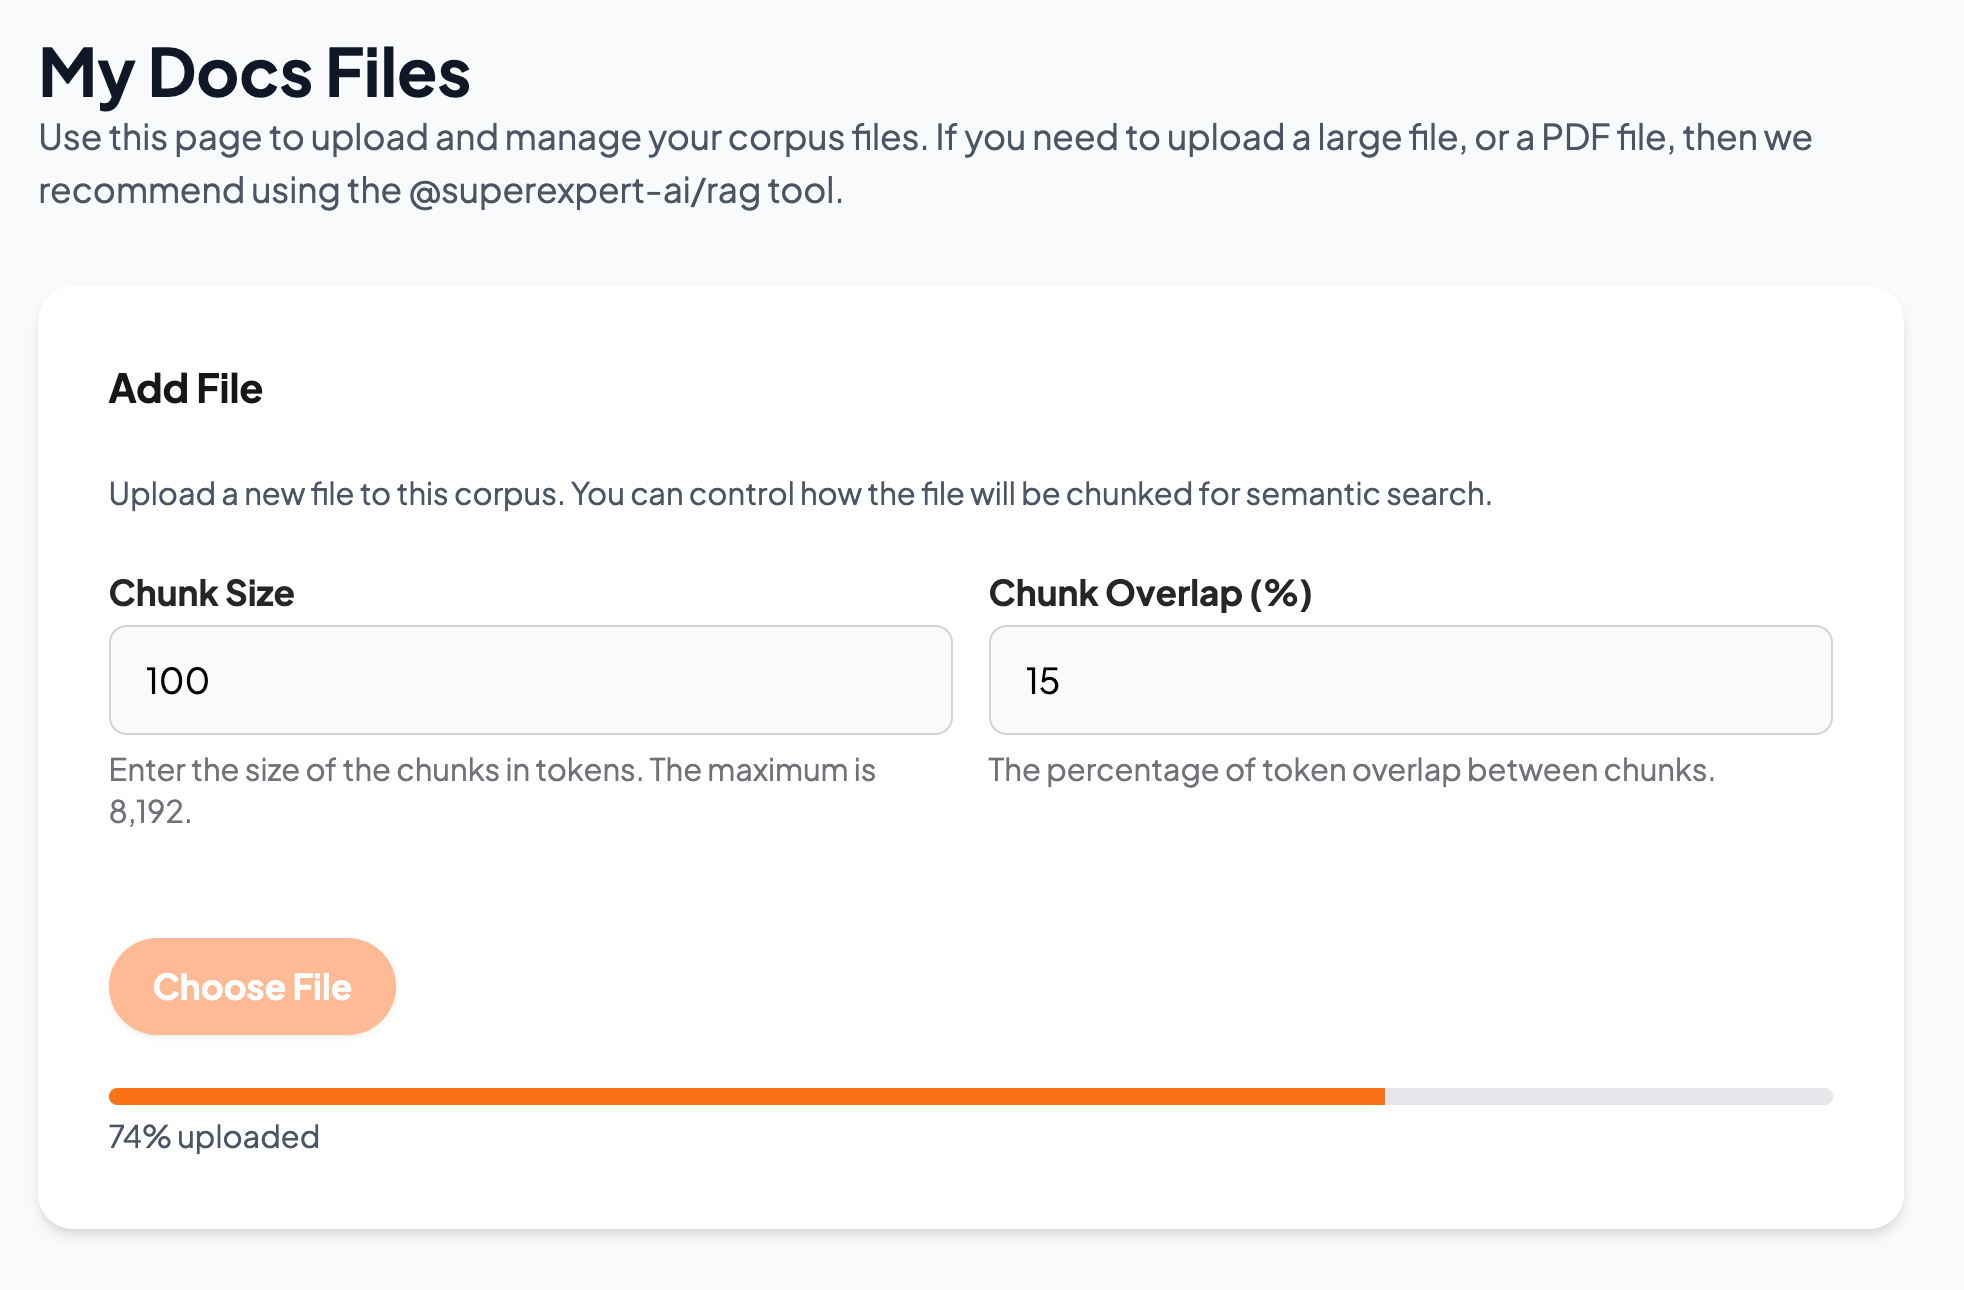 My Docs Files
Use this page to upload and manage your corpus files. If you need to upload a large file, or a PDF file, then we
recommend using the @superexpert-ai/rag tool.
Add File
Upload a new file to this corpus. You can control how the file will be chunked for semantic search.
Chunk Size
100
Enter the size of the chunks in tokens. The maximum is
8,192.
Chunk Overlap (%)
15
The percentage of token overlap between chunks.
Choose File
74% uploaded